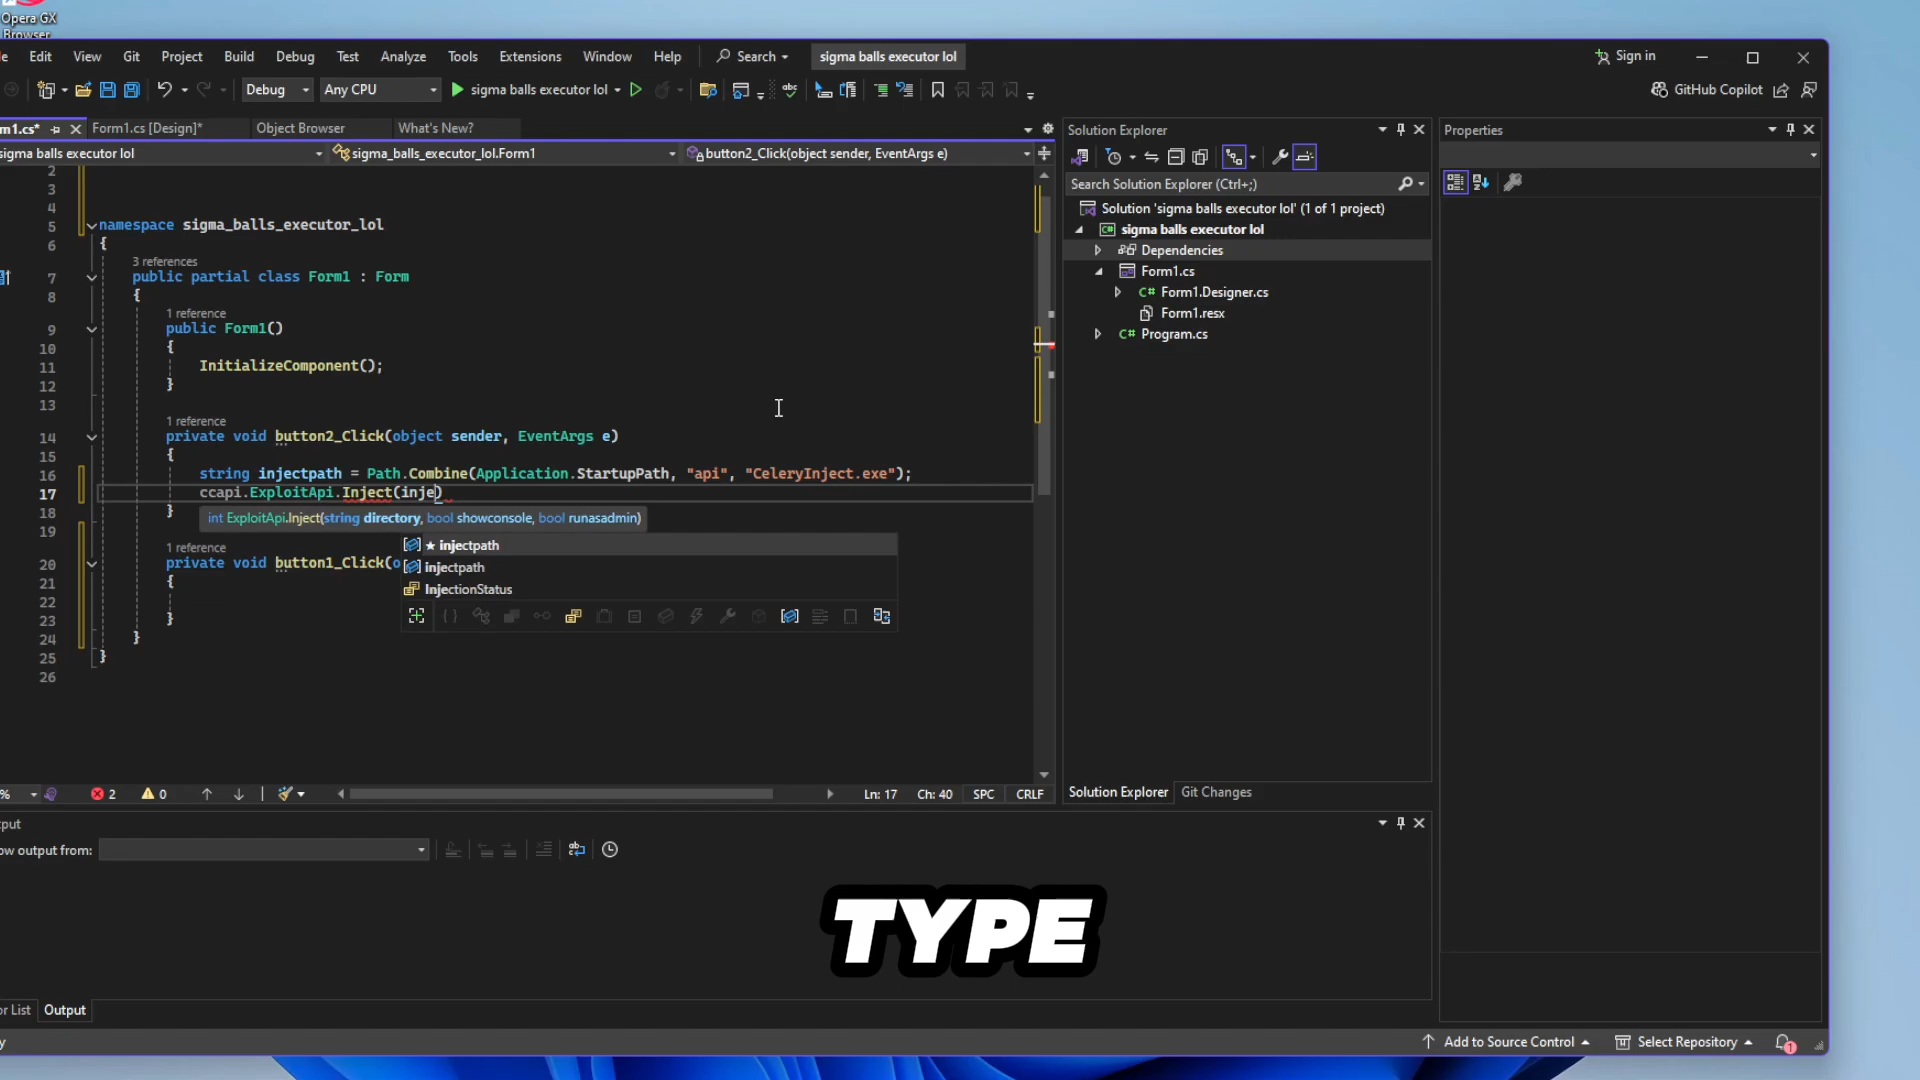 Opera GX
Browser
Edit View Git Project Build Debug Test Analyze Tools Extensions Window Help Search sigma balls executor lol Sign in
Debug Any CPU sigma balls executor lol GitHub Copilot
m1.cs* Form1.cs [Design]* Object Browser What's New?
sigma balls executor lol sigma_balls_executor_lol.Form1 button2_Click(object sender, EventArgs e)
2
3
4
5 namespace sigma_balls_executor_lol
6 {
3 references
7 public partial class Form1 : Form
8 {
1 reference
9 public Form1()
10 {
11 InitializeComponent();
12 }
13
1 reference
14 private void button2_Click(object sender, EventArgs e)
15 {
16 string injectpath = Path.Combine(Application.StartupPath, "api", "CeleryInject.exe");
17 ccapi.ExploitApi.Inject(inje)
18 }
int ExploitApi.Inject(string directory, bool showconsole, bool runasadmin)
19
★ injectpath
injectpath
InjectionStatus
1 reference
20 private void button1_Click(o
21 {
22
23 }
24 }
25 }
26
% 2 0 Ln: 17 Ch: 40 SPC CRLF
Solution Explorer
Search Solution Explorer (Ctrl+;)
Solution 'sigma balls executor lol' (1 of 1 project)
sigma balls executor lol
Dependencies
Form1.cs
C# Form1.Designer.cs
Form1.resx
C# Program.cs
Solution Explorer Git Changes
Properties
put
ow output from:
TYPE
or List Output
y Add to Source Control Select Repository 1